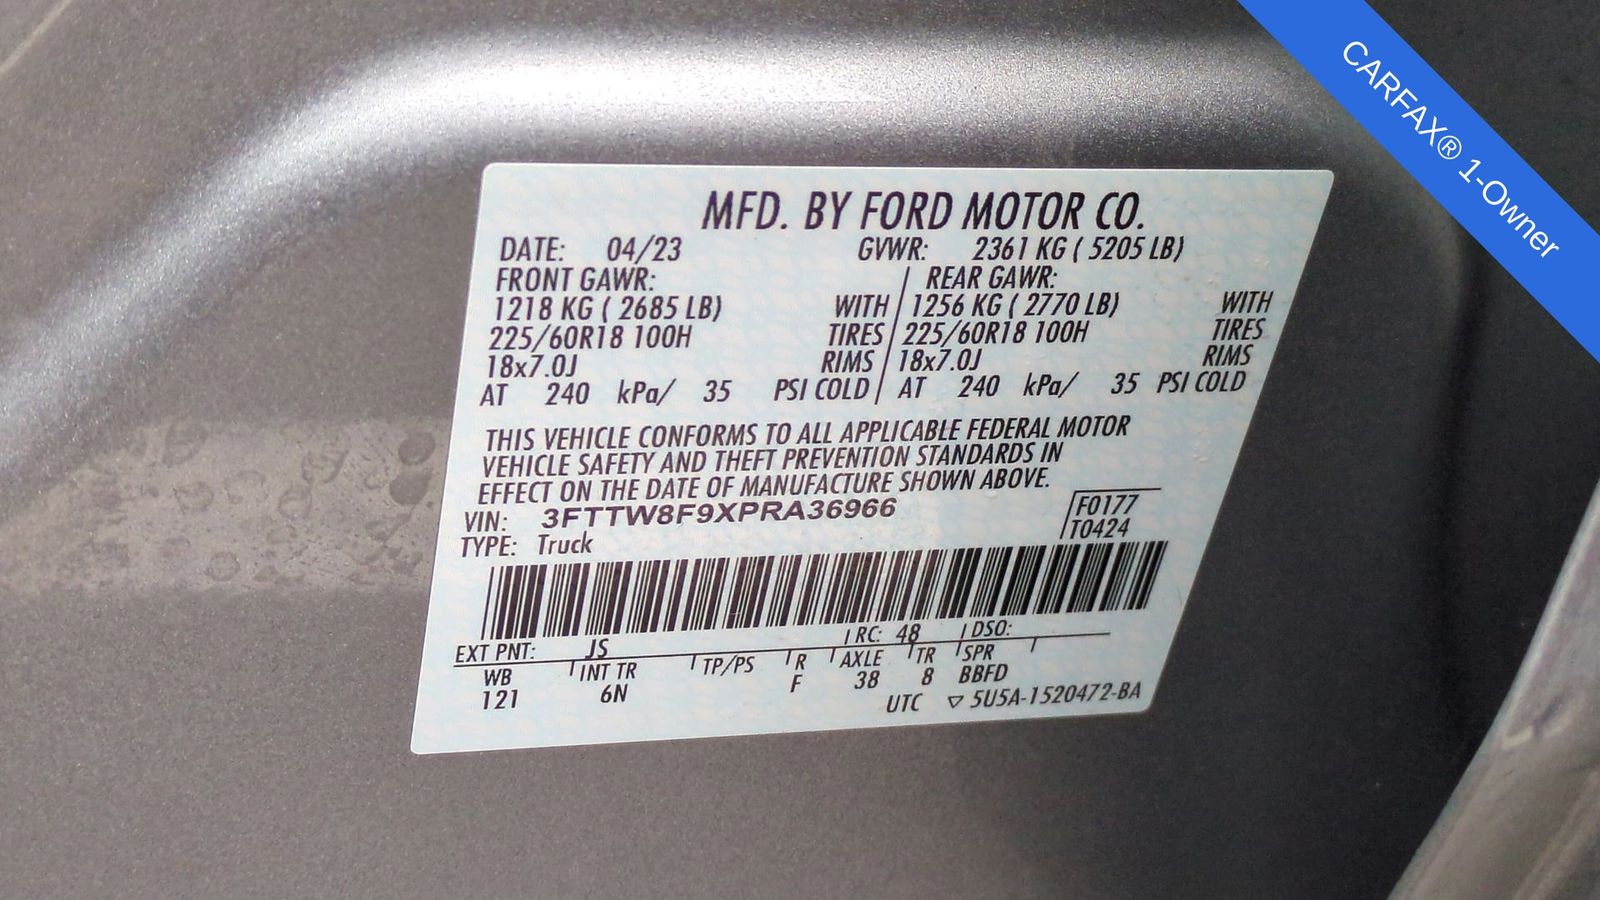 CARFAX® 1-Owner
MFD. BY FORD MOTOR CO.
DATE: 04/23 GVWR: 2361 KG ( 5205 LB)
FRONT GAWR: REAR GAWR:
1218 KG ( 2685 LB) WITH 1256 KG ( 2770 LB) WITH
225/60R18 100H TIRES 225/60R18 100H TIRES
18x7.0J RIMS 18x7.0J RIMS
AT 240 kPa/ 35 PSI COLD AT 240 kPa/ 35 PSI COLD
THIS VEHICLE CONFORMS TO ALL APPLICABLE FEDERAL MOTOR
VEHICLE SAFETY AND THEFT PREVENTION STANDARDS IN
EFFECT ON THE DATE OF MANUFACTURE SHOWN ABOVE.
VIN: 3FTTW8F9XPRA36966 F0177
TYPE: Truck T0424
EXT PNT: JS RC: 48 DSO:
WB INT TR TP/PS R AXLE TR SPR
121 6N F 38 8 BBFD
UTC ▽ 5U5A-1520472-BA